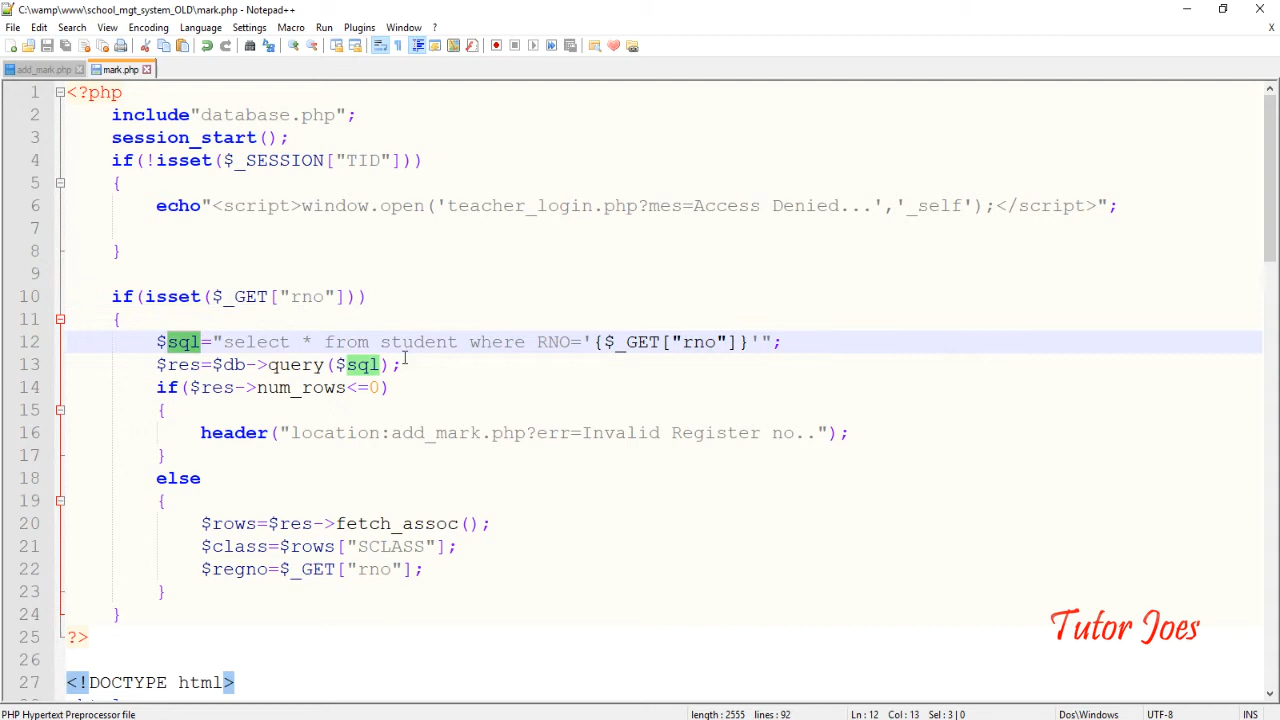 C:\wamp\www\school_mgt_system_OLD\mark.php - Notepad++
File Edit Search View Encoding Language Settings Macro Run Plugins Window ?
X
add_mark.php mark.php
1 <?php
2 include"database.php";
3 session_start();
4 if(!isset($_SESSION["TID"]))
5 {
6 echo"<script>window.open('teacher_login.php?mes=Access Denied...','_self');</script>";
7
8 }
9
10 if(isset($_GET["rno"]))
11 {
12 $sql="select * from student where RNO='{$_GET["rno"]}'";
13 $res=$db->query($sql);
14 if($res->num_rows<=0)
15 {
16 header("location:add_mark.php?err=Invalid Register no..");
17 }
18 else
19 {
20 $rows=$res->fetch_assoc();
21 $class=$rows["SCLASS"];
22 $regno=$_GET["rno"];
23 }
24 }
25 ?>
26
27 <!DOCTYPE html>
Tutor Joes
PHP Hypertext Preprocessor file length : 2555 lines : 92 Ln : 12 Col : 13 Sel : 3 | 0 Dos\Windows UTF-8 INS